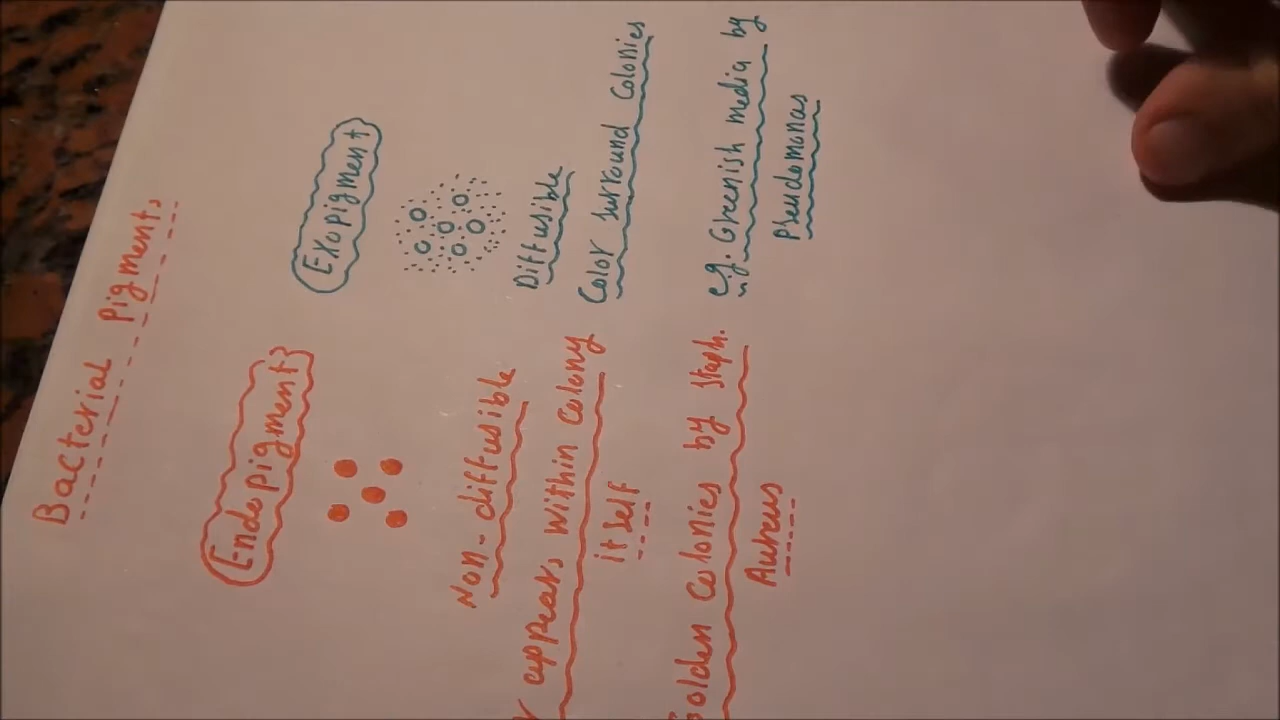 Bacterial Pigments
Endopigment
Non-diffusible
appears within colony
itself
Golden Colonies by Staph.
Aureus
Exopigment
Diffusible
Color surround Colonies
e.g. Greenish media by
Pseudomonas